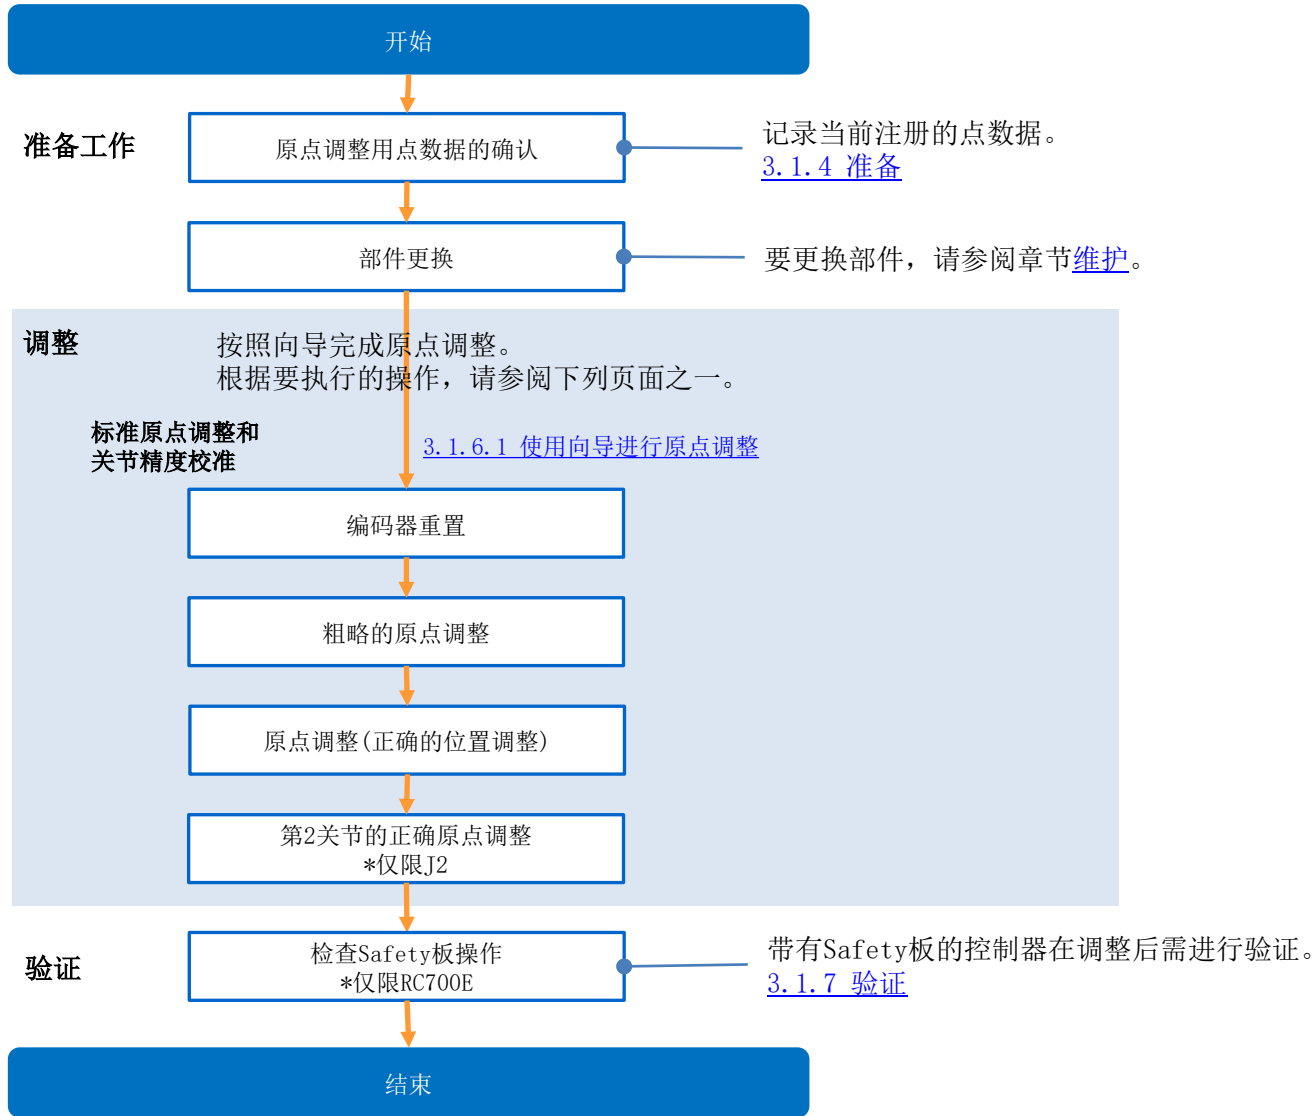 开始
准备工作
原点调整用点数据的确认
记录当前注册的点数据。
3.1.4 准备
部件更换
要更换部件，请参阅章节维护。
调整
按照向导完成原点调整。
根据要执行的操作，请参阅下列页面之一。
标准原点调整和
关节精度校准
3.1.6.1 使用向导进行原点调整
编码器重置
粗略的原点调整
原点调整(正确的位置调整)
第2关节的正确原点调整
*仅限J2
验证
检查Safety板操作
*仅限RC700E
带有Safety板的控制器在调整后需进行验证。
3.1.7 验证
结束